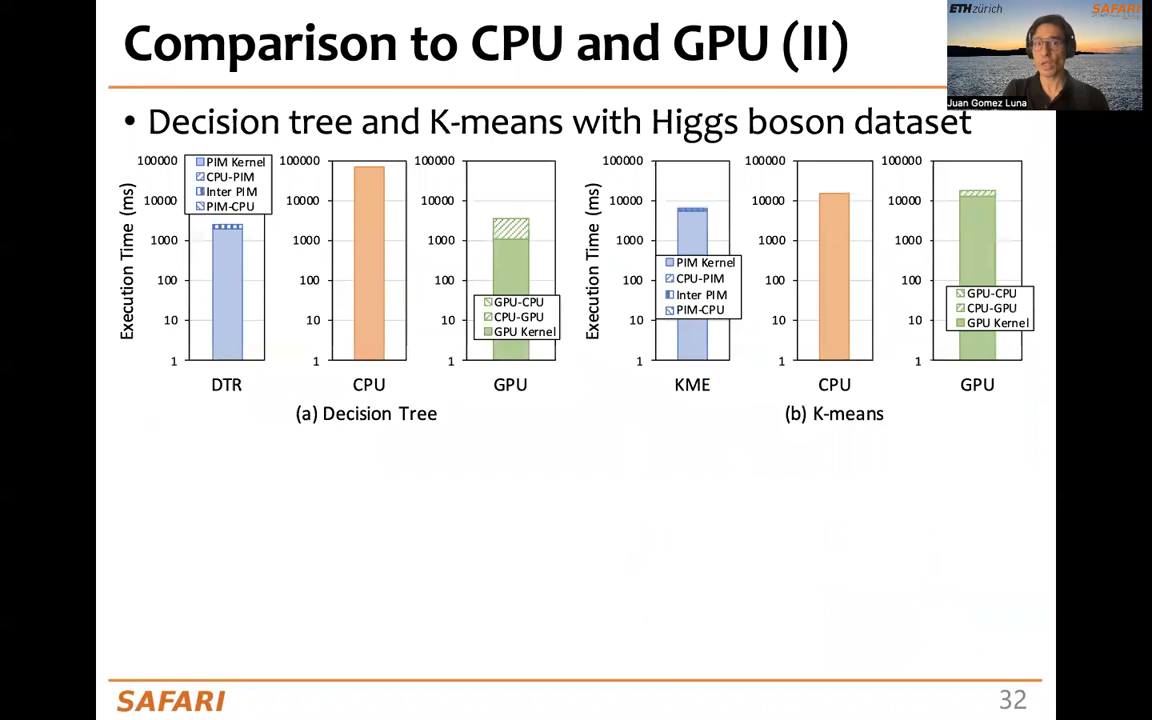 Comparison to CPU and GPU (II)
ETH zürich
SAFARI
Juan Gomez Luna
• Decision tree and K-means with Higgs boson dataset
Execution Time (ms)
100000
10000
1000
100
10
1
PIM Kernel
CPU-PIM
Inter PIM
PIM-CPU
DTR
100000
10000
1000
100
10
1
CPU
100000
10000
1000
100
10
1
GPU-CPU
CPU-GPU
GPU Kernel
GPU
(a) Decision Tree
Execution Time (ms)
100000
10000
1000
100
10
1
PIM Kernel
CPU-PIM
Inter PIM
PIM-CPU
KME
100000
10000
1000
100
10
1
CPU
100000
10000
1000
100
10
1
GPU-CPU
CPU-GPU
GPU Kernel
GPU
(b) K-means
SAFARI
32